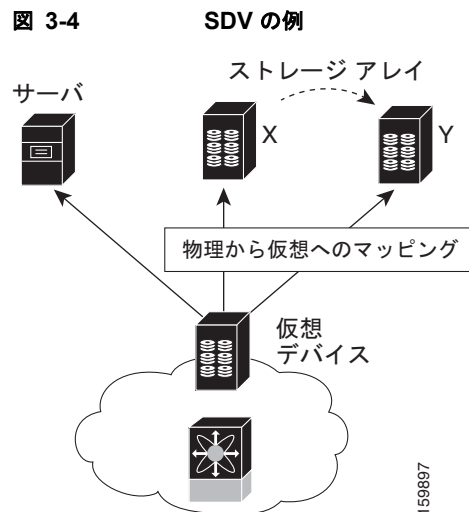 図 3-4 SDV の例
ストレージ アレイ
サーバ
X
Y
物理から仮想へのマッピング
仮想
デバイス
159897